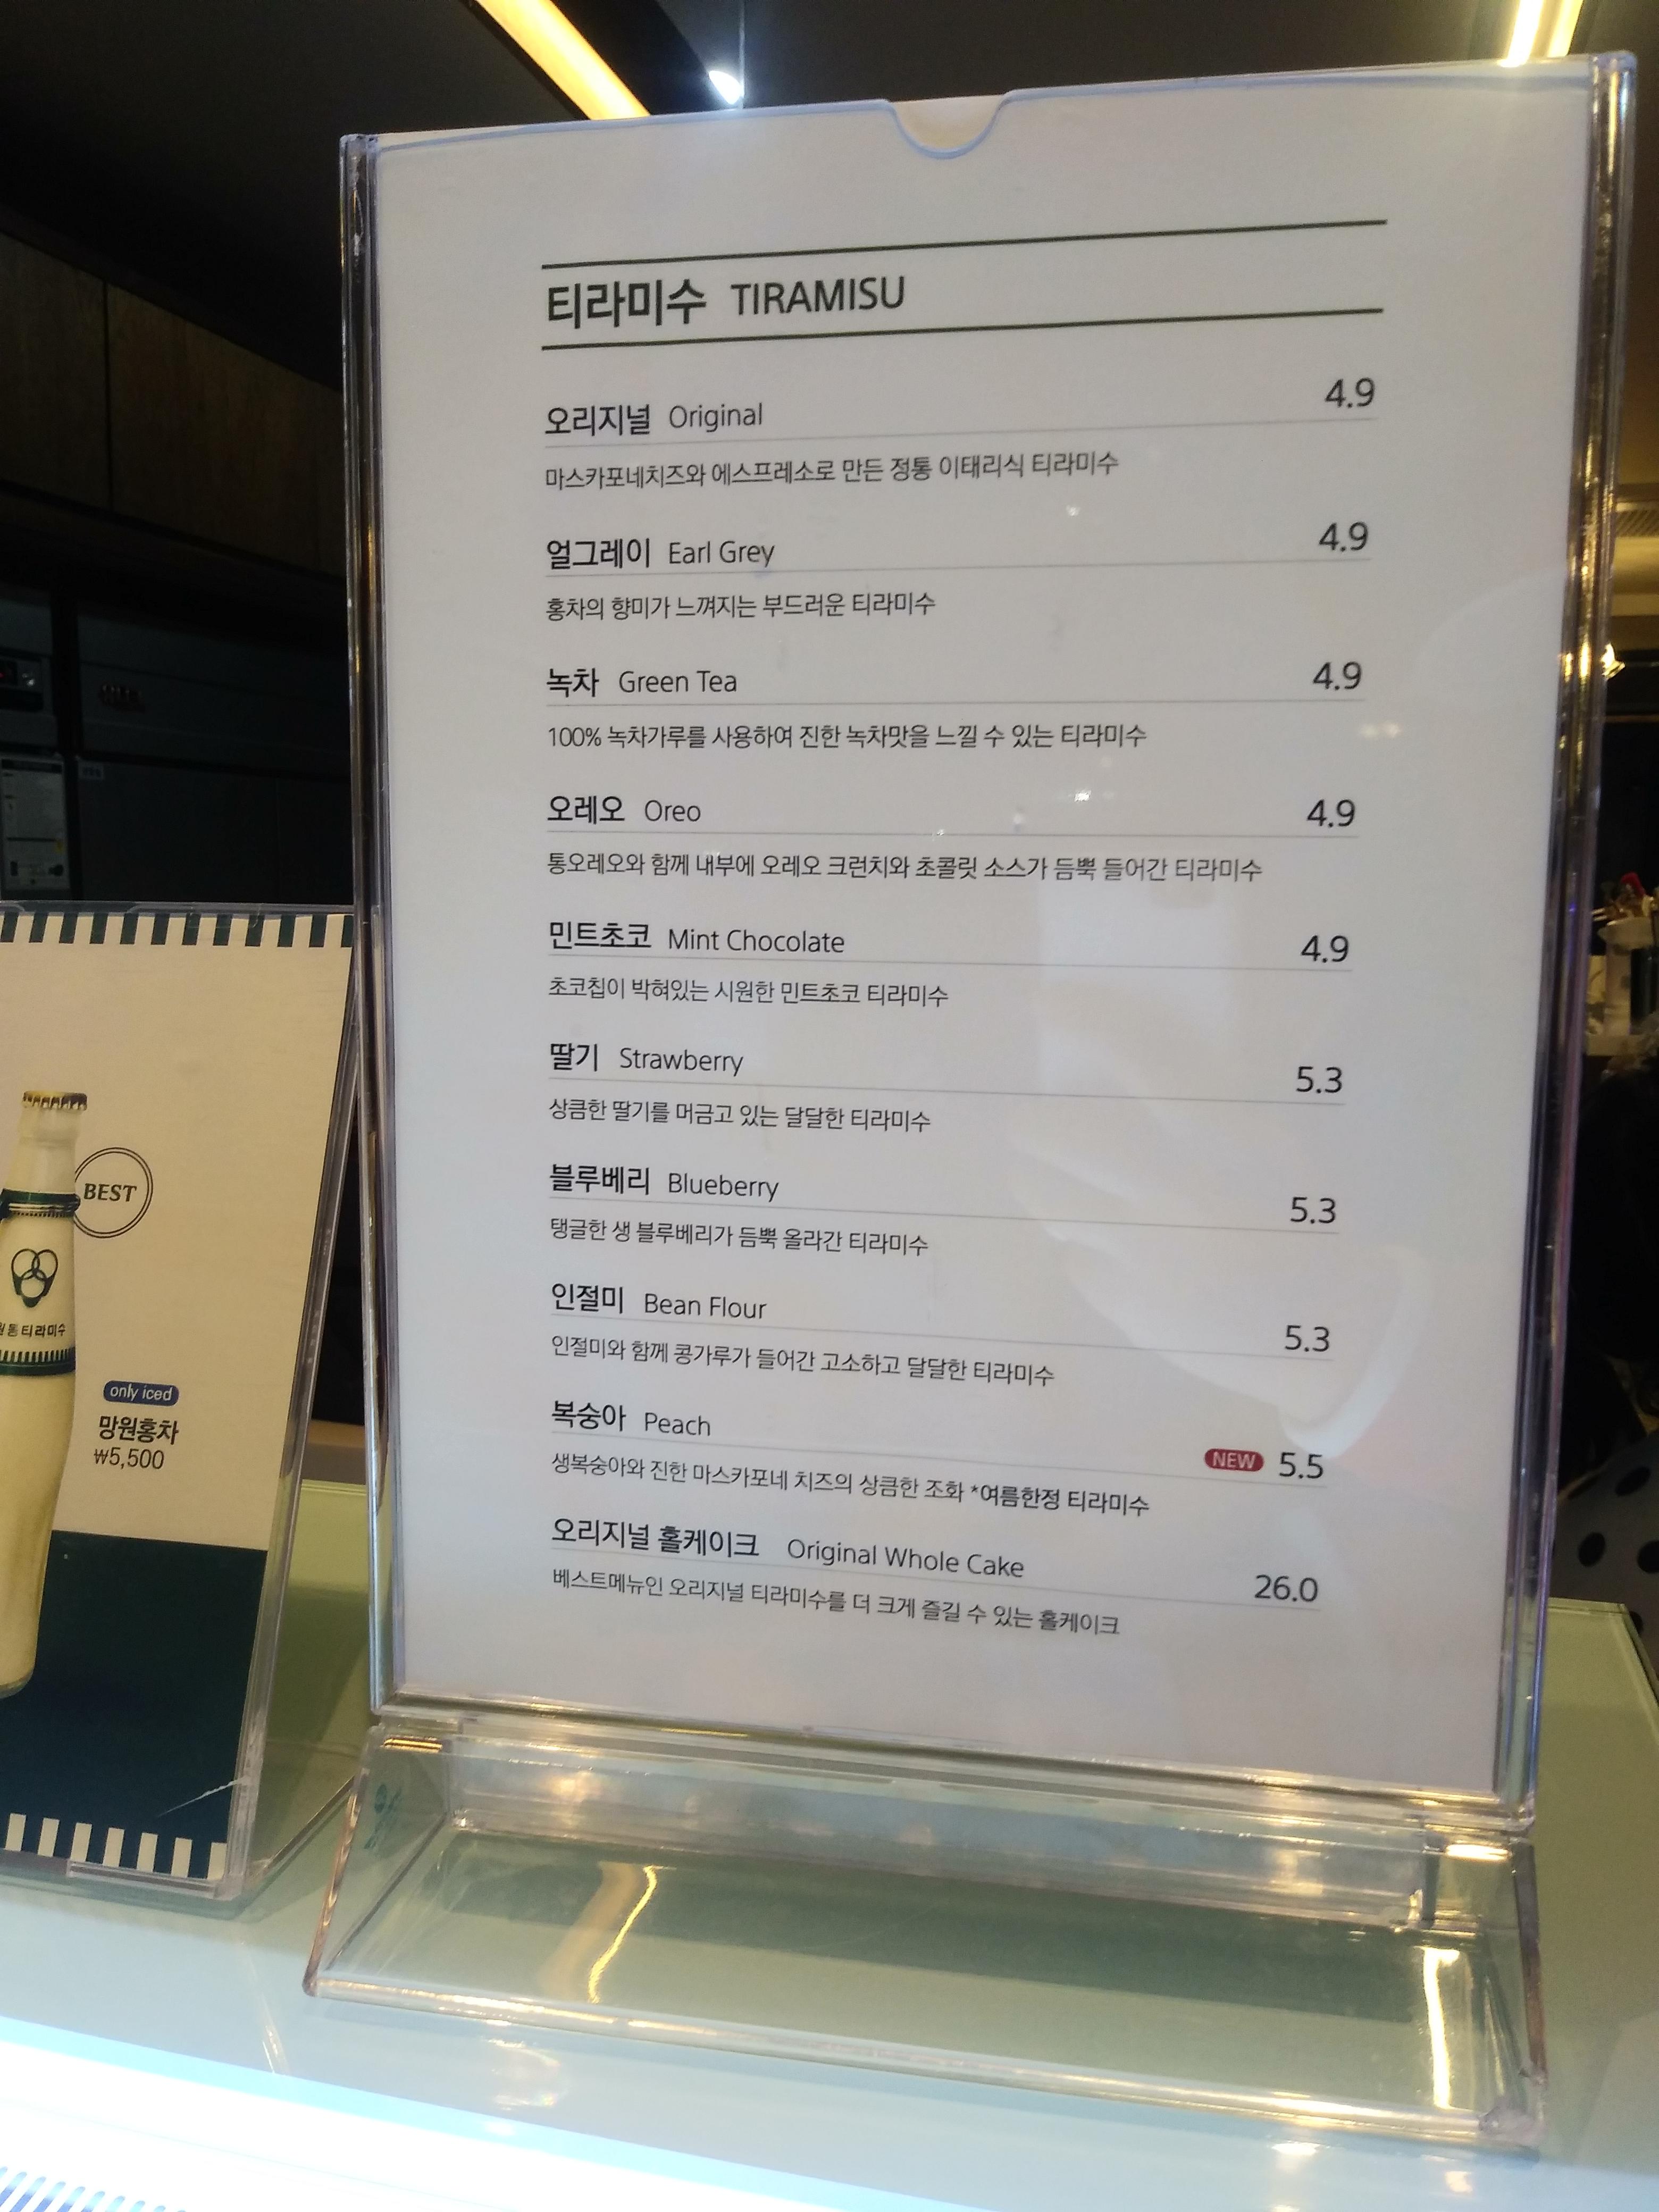 티라미수 TIRAMISU
오리지널 Original 4.9
마스카포네치즈와 에스프레소로 만든 정통 이태리식 티라미수
얼그레이 Earl Grey 4.9
홍차의 향미가 느껴지는 부드러운 티라미수
녹차 Green Tea 4.9
100% 녹차가루를 사용하여 진한 녹차맛을 느낄 수 있는 티라미수
오레오 Oreo 4.9
통오레오와 함께 내부에 오레오 크런치와 초콜릿 소스가 듬뿍 들어간 티라미수
민트초코 Mint Chocolate 4.9
초코칩이 박혀있는 시원한 민트초코 티라미수
딸기 Strawberry 5.3
상큼한 딸기를 머금고 있는 달달한 티라미수
블루베리 Blueberry 5.3
탱글한 생 블루베리가 듬뿍 올라간 티라미수
인절미 Bean Flour 5.3
인절미와 함께 콩가루가 들어간 고소하고 달달한 티라미수
복숭아 Peach NEW 5.5
생복숭아와 진한 마스카포네 치즈의 상큼한 조화 *여름한정 티라미수
오리지널 홀케이크 Original Whole Cake 26.0
베스트메뉴인 오리지널 티라미수를 더 크게 즐길 수 있는 홀케이크
BEST
원동티라미수
only iced
망원홍차
₩5,500